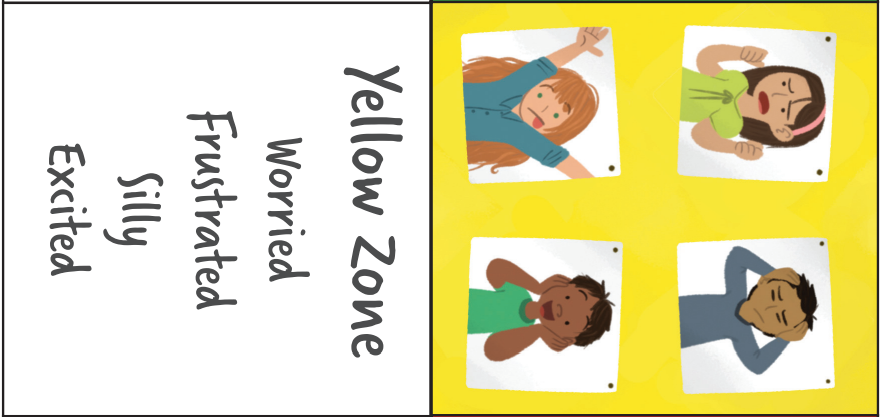 Yellow Zone
Worried
Frustrated
Silly
Excited